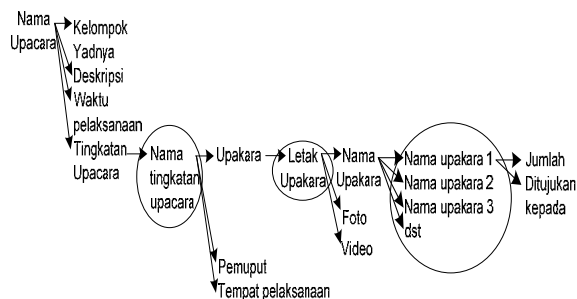 Nama
Upacara
Kelompok
Yadnya
Deskripsi
Waktu
pelaksanaan
Tingkatan
Upacara
Nama
tingkatan
upacara
Upakara
Pemuput
Tempat pelaksanaan
Letak
Upakara
Nama
Upakara
Foto
Video
Nama upakara 1
Nama upakara 2
Nama upakara 3
dst
Jumlah
Ditujukan
kepada